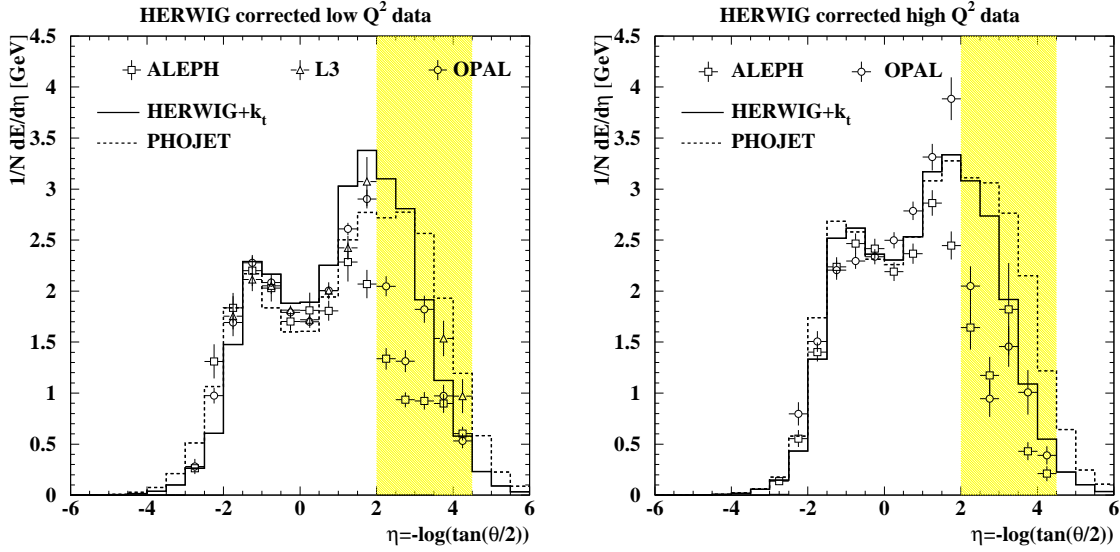 HERWIG corrected low Q² data
1/N dE/dη [GeV]
4.5
4
3.5
3
2.5
2
1.5
1
0.5
0
ALEPH L3 OPAL
HERWIG+kₜ
PHOJET
-6 -4 -2 0 2 4 6
η=-log(tan(θ/2))
HERWIG corrected high Q² data
1/N dE/dη [GeV]
4.5
4
3.5
3
2.5
2
1.5
1
0.5
0
ALEPH OPAL
HERWIG+kₜ
PHOJET
-6 -4 -2 0 2 4 6
η=-log(tan(θ/2))